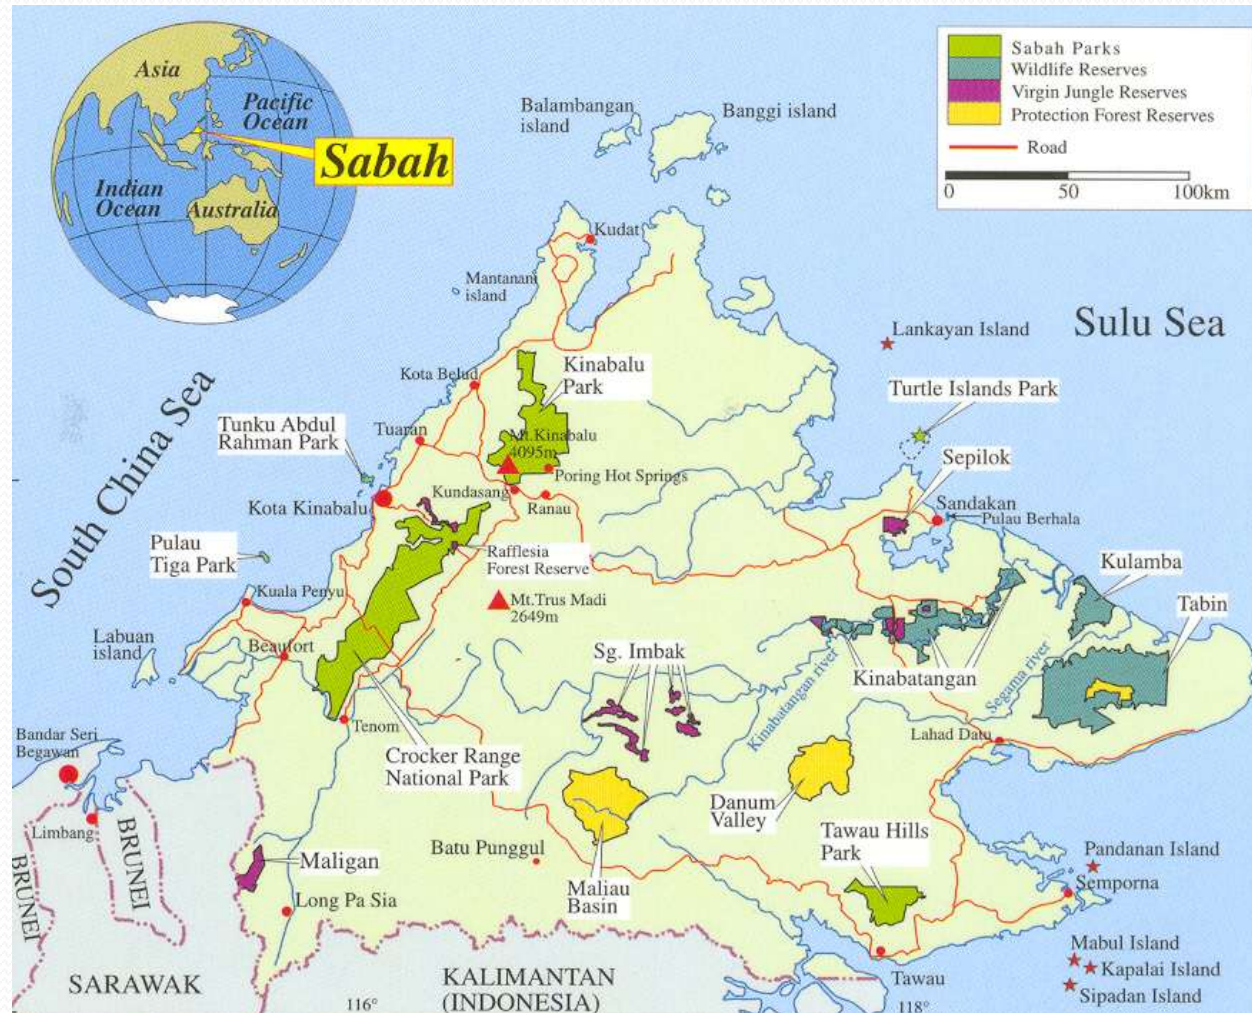 Asia
Pacific
Ocean
Sabah
Indian
Ocean
Australia
Sabah Parks
Wildlife Reserves
Virgin Jungle Reserves
Protection Forest Reserves
Road
0 50 100km
Balambangan
island
Banggi island
Kudat
Mantanani
island
Sulu Sea
Lankayan Island
Kota Belud
Kinabalu
Park
Turtle Islands Park
South China Sea
Tunku Abdul
Rahman Park
Tuaran
Mt.Kinabalu
4095m
Poring Hot Springs
Sepilok
Kota Kinabalu
Kundasang
Ranau
Sandakan
Pulau Berhala
Pulau
Tiga Park
Rafflesia
Forest Reserve
Kulamba
Kuala Penyu
Mt.Trus Madi
2649m
Tabin
Labuan
island
Beaufort
Sg. Imbak
Kinabatangan river
Kinabatangan
Segama river
Tenom
Lahad Datu
Bandar Seri
Begawan
Crocker Range
National Park
Danum
Valley
Limbang
BRUNEI
BRUNEI
Maligan
Batu Punggul
Maliau
Basin
Tawau Hills
Park
Pandanan Island
Semporna
Long Pa Sia
Mabul Island
Kapalai Island
Sipadan Island
Tawau
SARAWAK
116°
KALIMANTAN
(INDONESIA)
118°